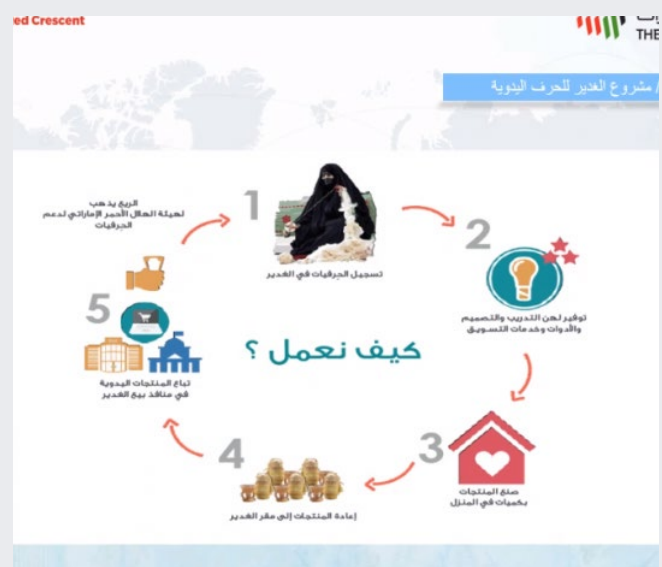 ed Crescent
THE
/ مشروع الغدير للحرف اليدوية
1
تسجيل الحرفيات في الغدير
2
توفير لهن التدريب والتصميم
والأدوات وخدمات التسويق
3
صنع المنتجات
بكميات في المنزل
4
إعادة المنتجات إلى مقر الغدير
5
تباع المنتجات اليدوية
في منافذ بيع الغدير
الريع يذهب
لهيئة الهلال الأحمر الإماراتي لدعم
الحرفيات
كيف نعمل ؟